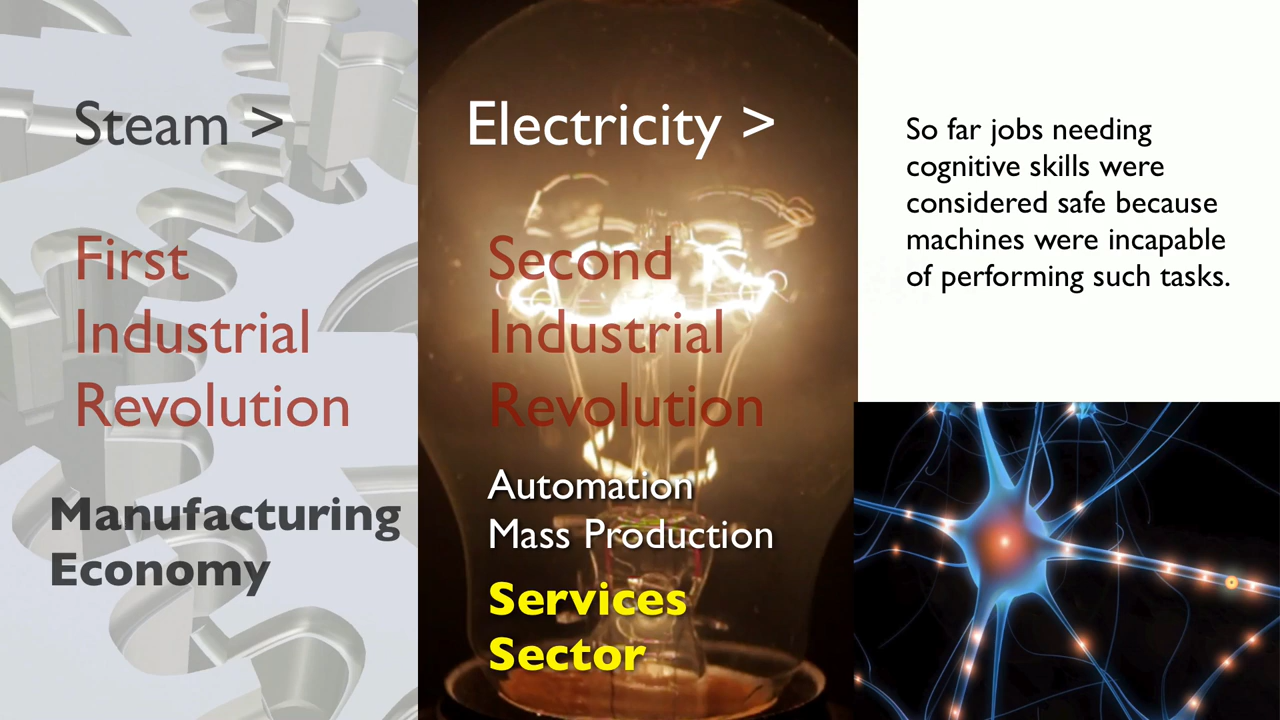 Steam >
First
Industrial
Revolution
Manufacturing
Economy
Electricity >
Second
Industrial
Revolution
Automation
Mass Production
Services
Sector
So far jobs needing
cognitive skills were
considered safe because
machines were incapable
of performing such tasks.